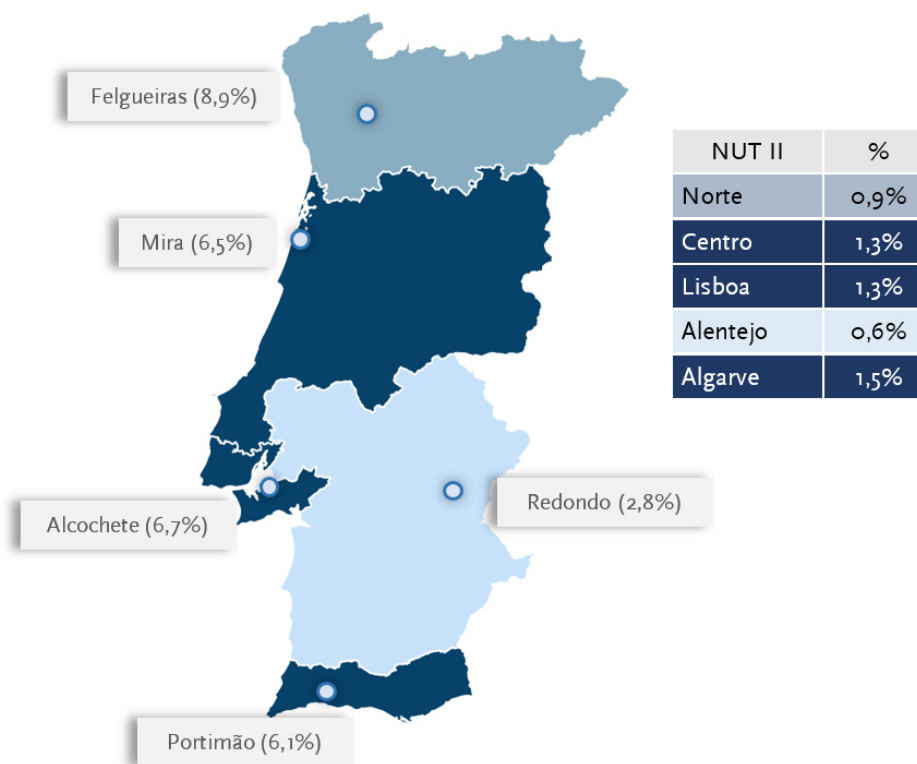 Felgueiras (8,9%)
Mira (6,5%)
Alcochete (6,7%)
Redondo (2,8%)
Portimão (6,1%)
NUT II %
Norte 0,9%
Centro 1,3%
Lisboa 1,3%
Alentejo 0,6%
Algarve 1,5%